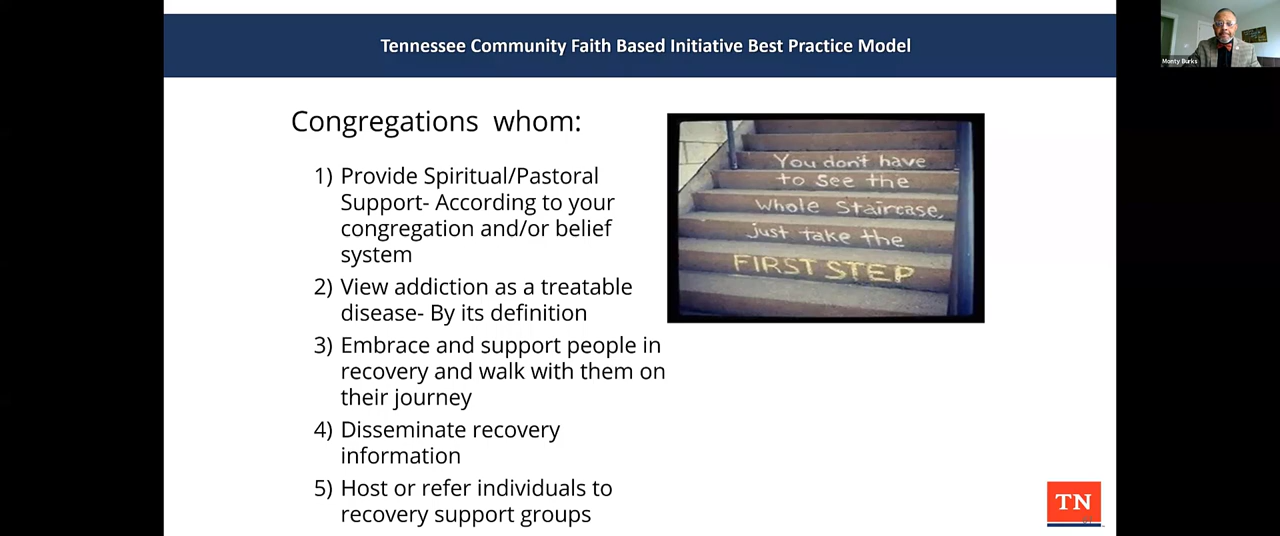 Tennessee Community Faith Based Initiative Best Practice Model
Monty Burks
Congregations whom:
1) Provide Spiritual/Pastoral
Support- According to your
congregation and/or belief
system
2) View addiction as a treatable
disease- By its definition
3) Embrace and support people in
recovery and walk with them on
their journey
4) Disseminate recovery
information
5) Host or refer individuals to
recovery support groups
You don't have
to see the
whole staircase,
just take the
FIRST STEP
TN